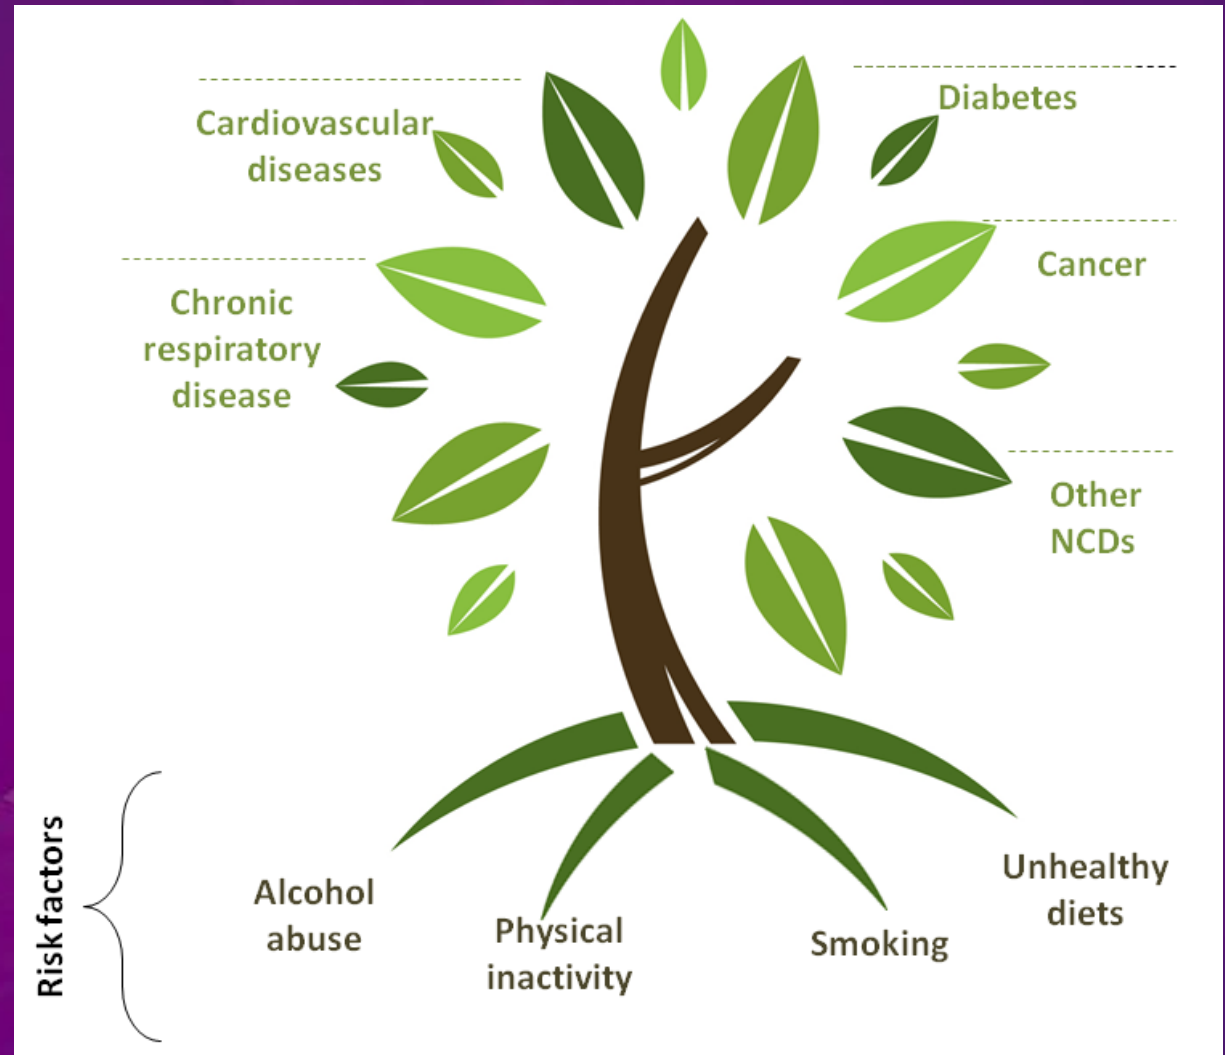 Cardiovascular
diseases
Diabetes
Cancer
Chronic
respiratory
disease
Other
NCDs
Risk factors
Alcohol
abuse
Physical
inactivity
Smoking
Unhealthy
diets